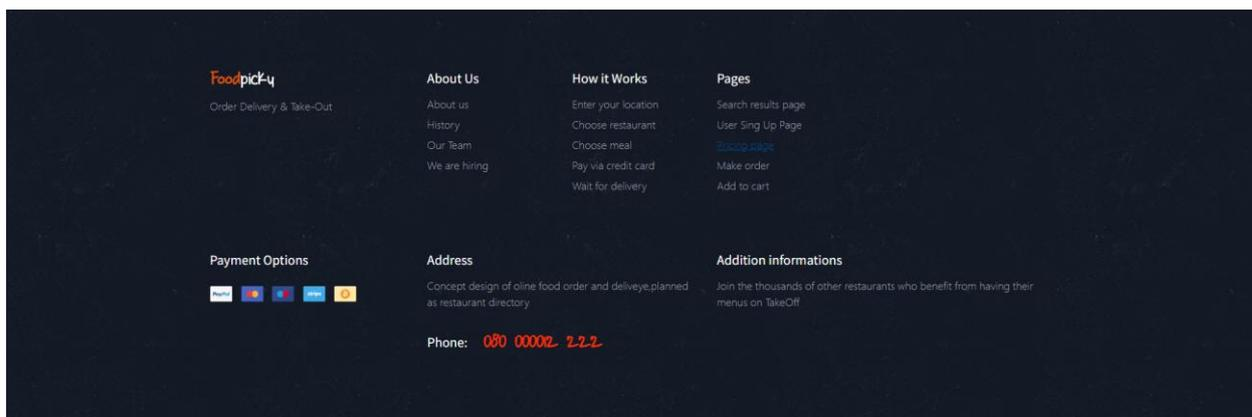 Foodpicky
Order Delivery & Take-Out
About Us
About us
History
Our Team
We are hiring
How it Works
Enter your location
Choose restaurant
Choose meal
Pay via credit card
Wait for delivery
Pages
Search results page
User Sing Up Page
Pricing page
Make order
Add to cart
Payment Options
PayPal
stripe
Address
Concept design of oline food order and deliveye,planned
as restaurant directory
Phone: 080 000012 222
Addition informations
Join the thousands of other restaurants who benefit from having their
menus on TakeOff